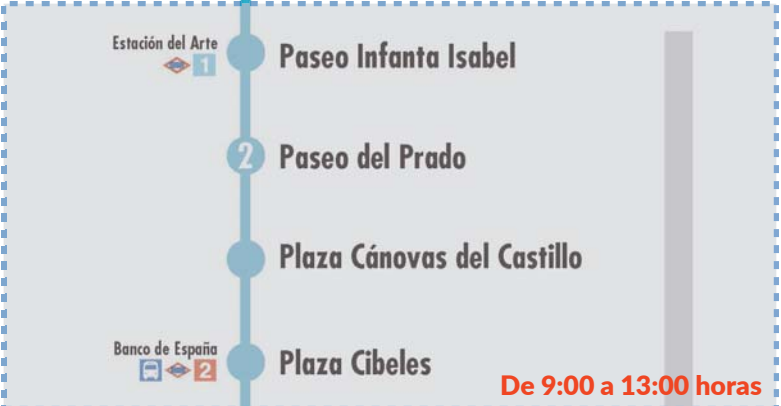 Estación del Arte
1
Paseo Infanta Isabel
2
Paseo del Prado
Plaza Cánovas del Castillo
Banco de España
2
Plaza Cibeles
De 9:00 a 13:00 horas